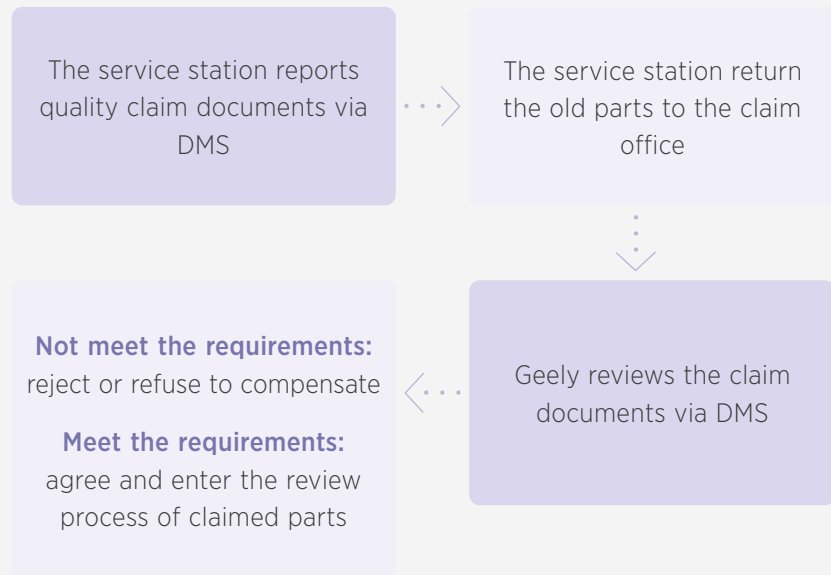 The service station reports
quality claim documents via
DMS
The service station return
the old parts to the claim
office
Geely reviews the claim
documents via DMS
Not meet the requirements:
reject or refuse to compensate
Meet the requirements:
agree and enter the review
process of claimed parts